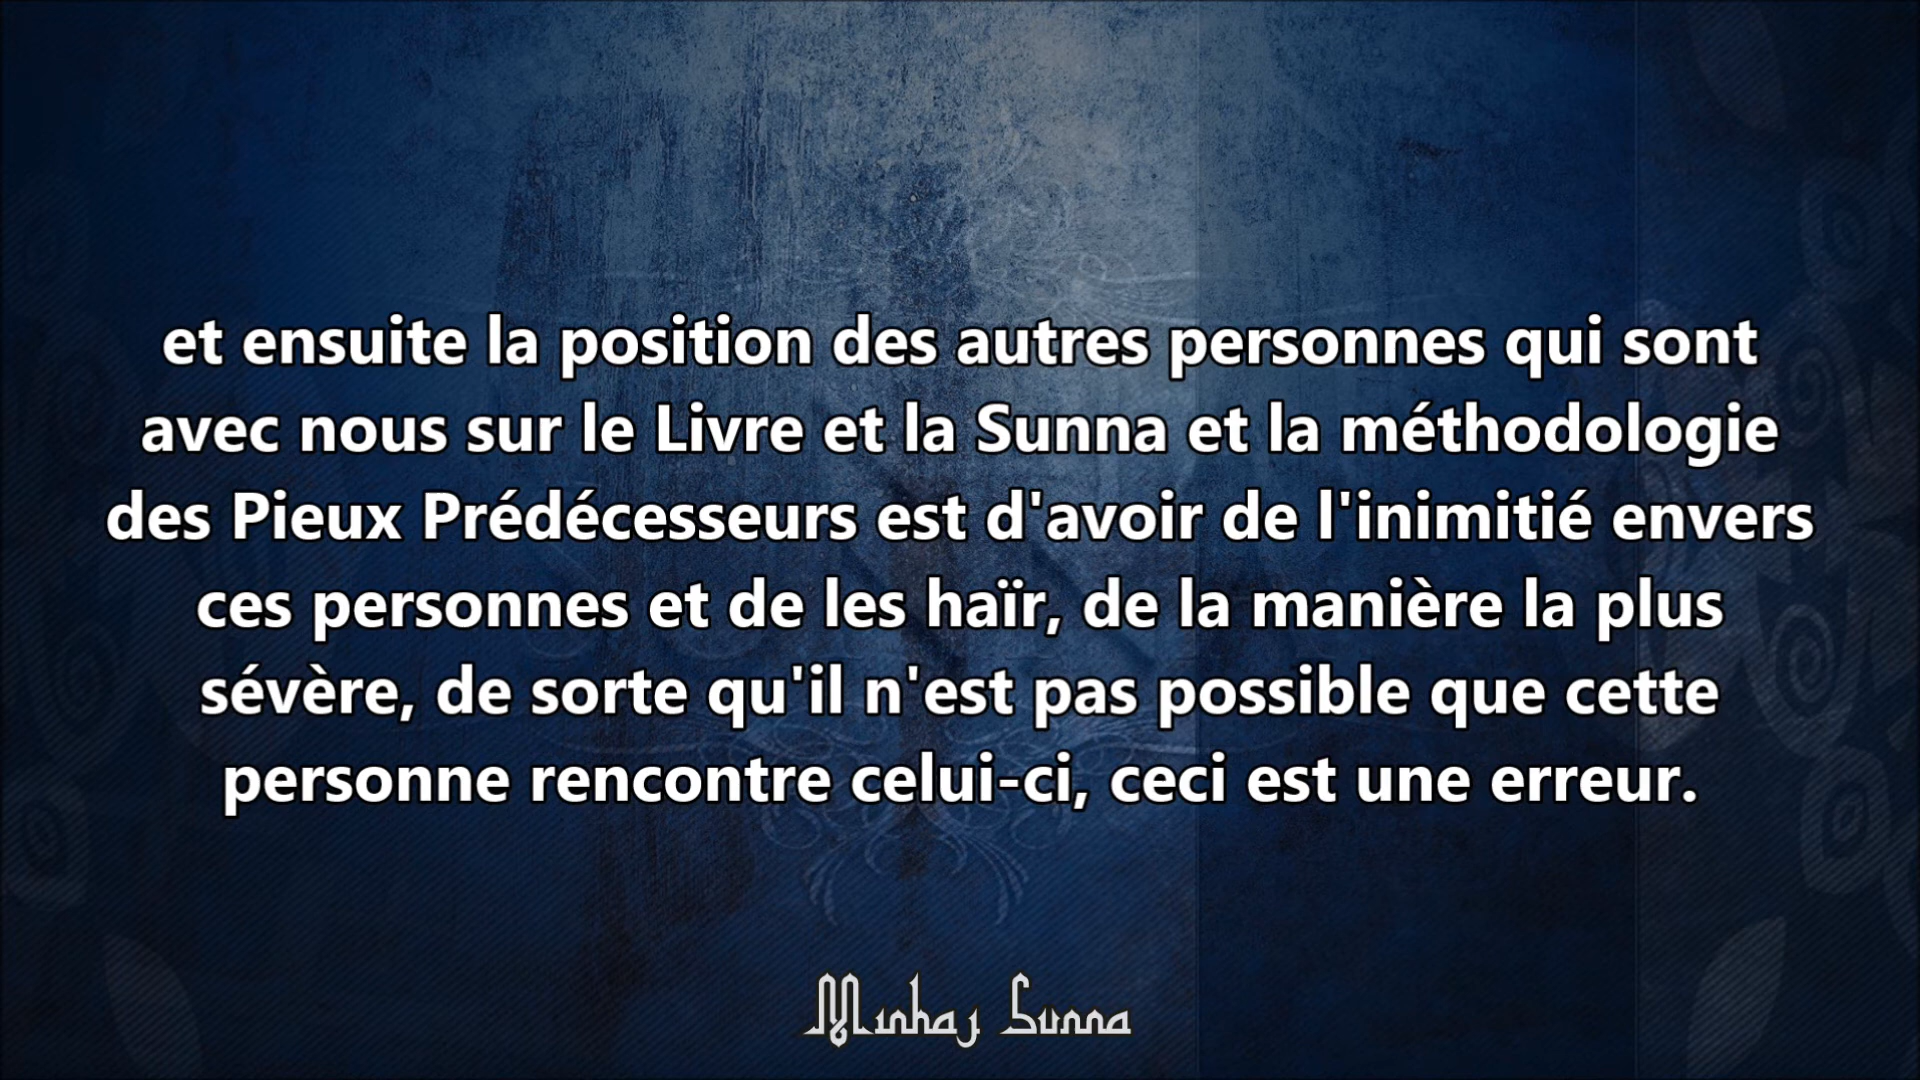 et ensuite la position des autres personnes qui sont
avec nous sur le Livre et la Sunna et la méthodologie
des Pieux Prédécesseurs est d'avoir de l'inimitié envers
ces personnes et de les haïr, de la manière la plus
sévère, de sorte qu'il n'est pas possible que cette
personne rencontre celui-ci, ceci est une erreur.
Minhaj Sunna